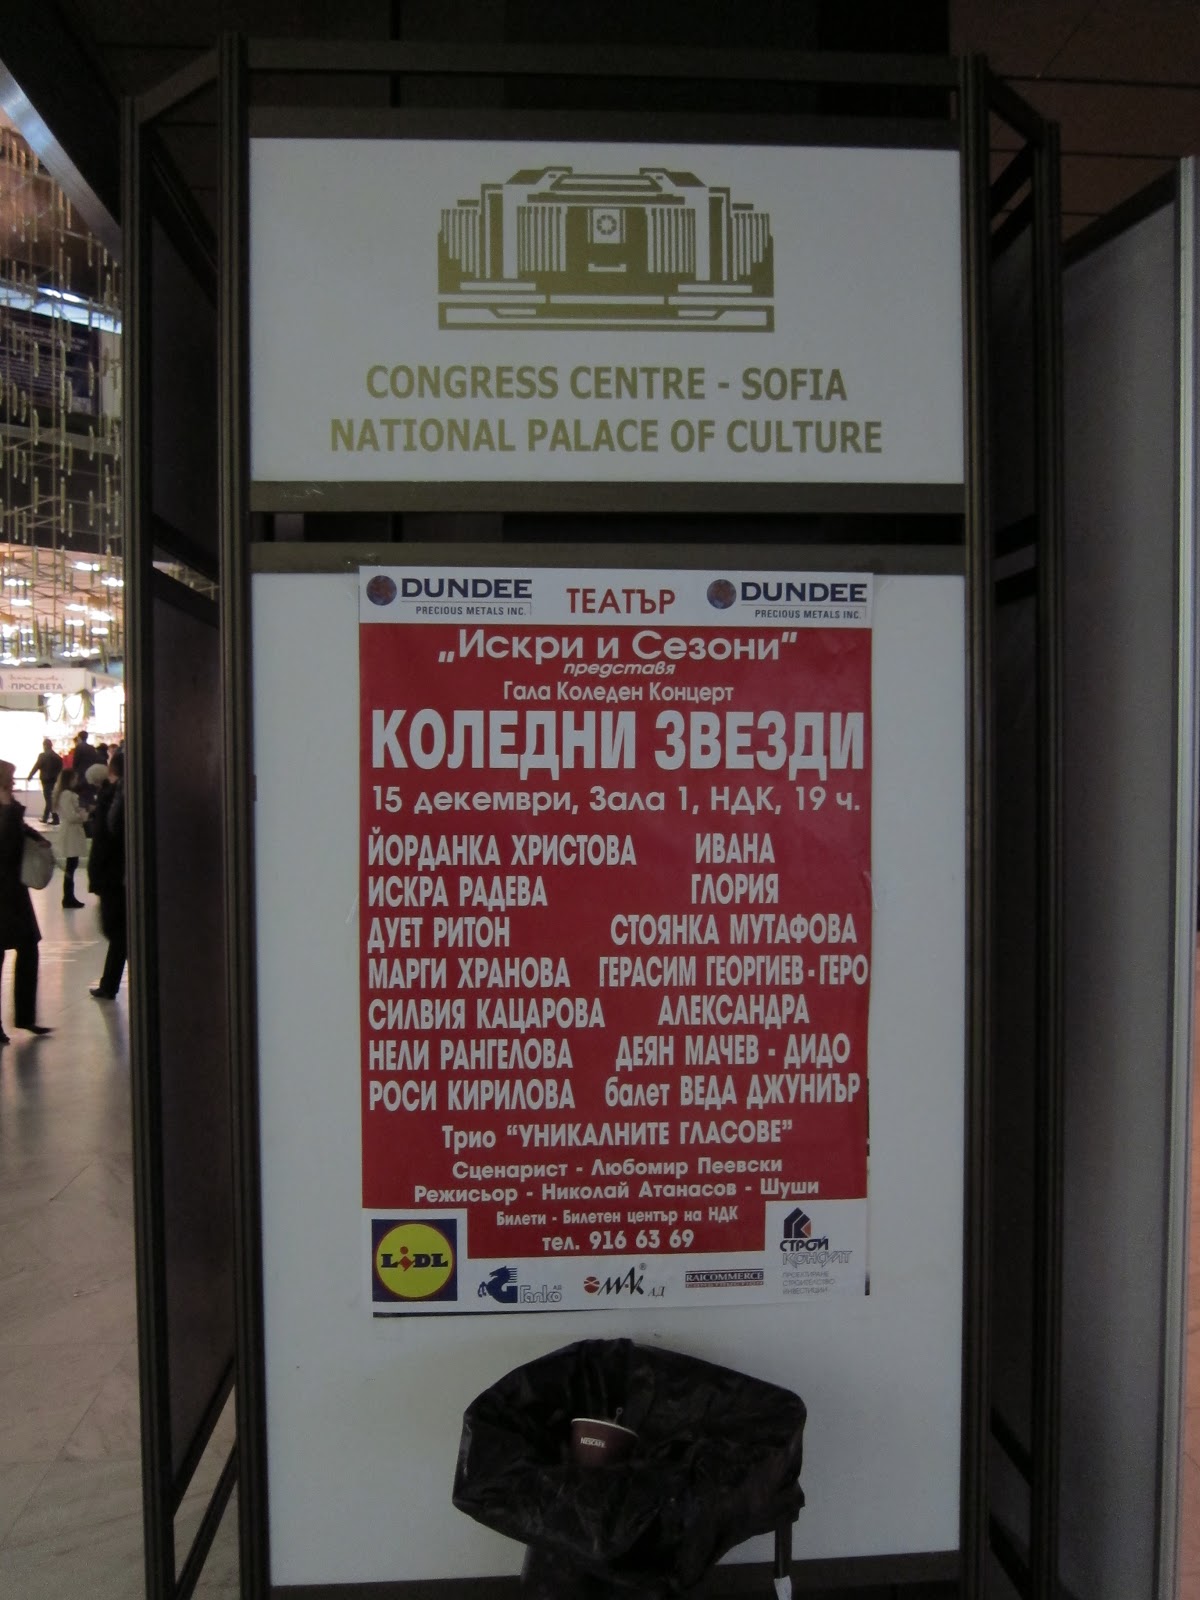 CONGRESS CENTRE - SOFIA
NATIONAL PALACE OF CULTURE
DUNDEE
PRECIOUS METALS INC.
ТЕАТЪР
DUNDEE
PRECIOUS METALS INC.
„Искри и Сезони”
представя
Гала Коледен Концерт
КОЛЕДНИ ЗВЕЗДИ
15 декември, Зала 1, НДК, 19 ч.
ЙОРДАНКА ХРИСТОВА
ИСКРА РАДЕВА
ДУЕТ РИТОН
МАРГИ ХРАНОВА
СИЛВИЯ КАЦАРОВА
НЕЛИ РАНГЕЛОВА
РОСИ КИРИЛОВА
ИВАНА
ГЛОРИЯ
СТОЯНКА МУТАФОВА
ГЕРАСИМ ГЕОРГИЕВ - ГЕРО
АЛЕКСАНДРА
ДЕЯН МАЧЕВ - ДИДО
балет ВЕДА ДЖУНИЪР
Трио “УНИКАЛНИТЕ ГЛАСОВЕ”
Сценарист - Любомир Пеевски
Режисьор - Николай Атанасов - Шуши
Билети - Билетен център на НДК
тел. 916 63 69
LIDL
RAICOMMERCE
СТРОЙ
КОНСУЛТ
ПРОЕКТИРАНЕ
СТРОИТЕЛСТВО
ИНВЕСТИЦИИ
NESCAFE
ПРОСВЕТА